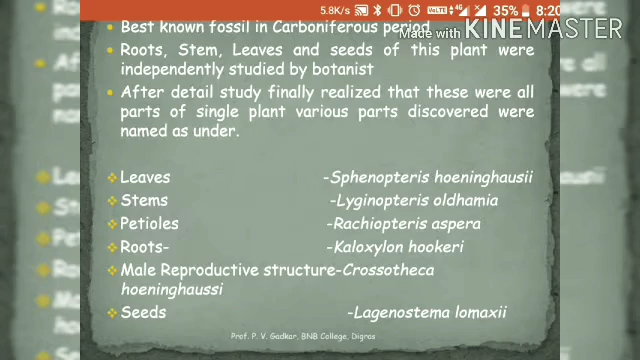 5.8K/s VoLTE 4G 35% 8:20
Made with KINEMASTER
Best known fossil in Carboniferous period
Roots, Stem, Leaves and seeds of this plant were
independently studied by botanist
After detail study finally realized that these were all
parts of single plant various parts discovered were
named as under.
Leaves -Sphenopteris hoeninghausii
Stems -Lyginopteris oldhamia
Petioles -Rachiopteris aspera
Roots- -Kaloxylon hookeri
Male Reproductive structure-Crossotheca
hoeninghaussi
Seeds -Lagenostema lomaxii
Prof. P. V. Gadkar, BNB College, Digras